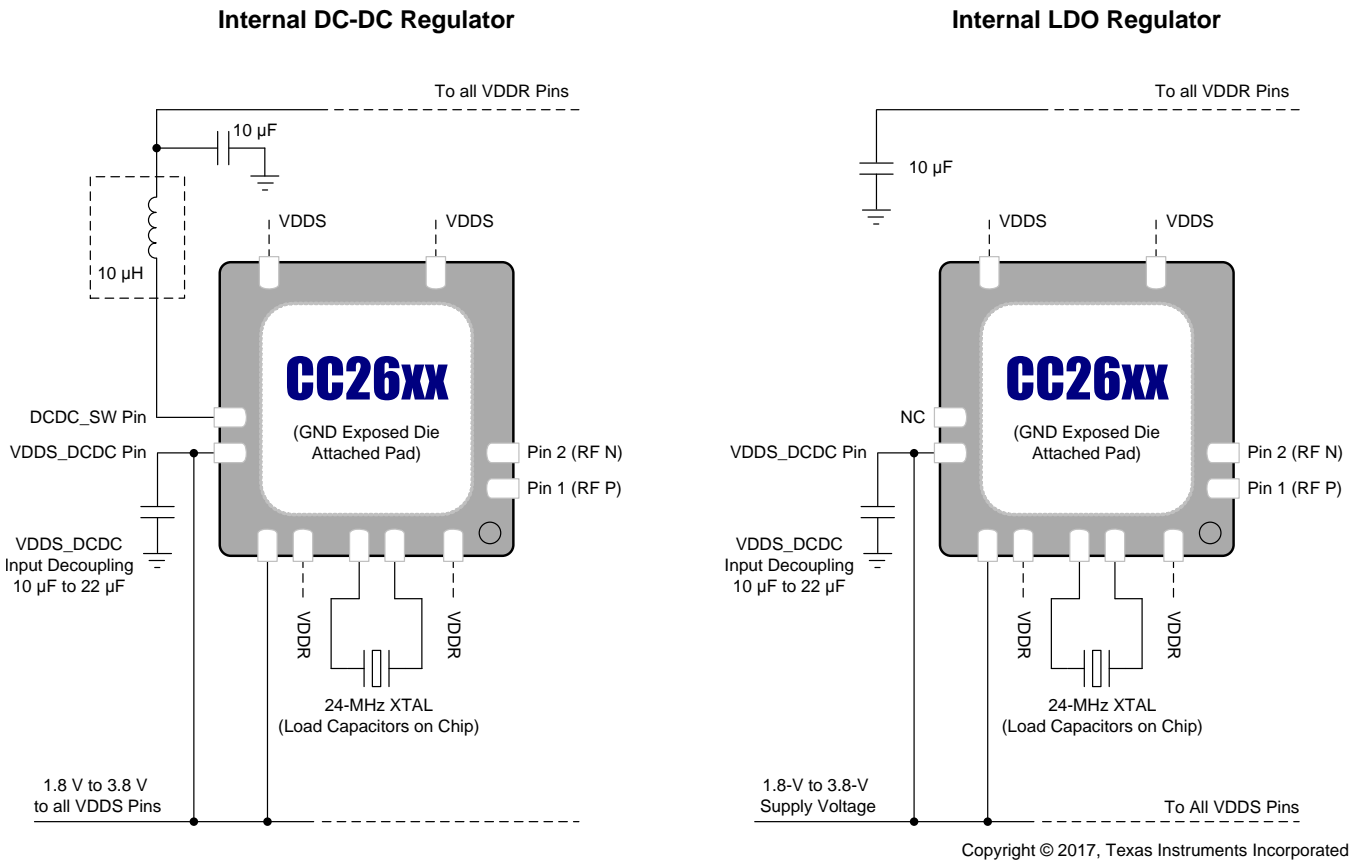 Internal DC-DC Regulator
To all VDDR Pins
10 µF
10 µH
VDDS
VDDS
CC26xx
(GND Exposed Die
Attached Pad)
DCDC_SW Pin
VDDS_DCDC Pin
Pin 2 (RF N)
Pin 1 (RF P)
VDDS_DCDC
Input Decoupling
10 µF to 22 µF
VDDR
VDDR
24-MHz XTAL
(Load Capacitors on Chip)
1.8 V to 3.8 V
to all VDDS Pins
Internal LDO Regulator
To all VDDR Pins
10 µF
VDDS
VDDS
CC26xx
(GND Exposed Die
Attached Pad)
NC
VDDS_DCDC Pin
Pin 2 (RF N)
Pin 1 (RF P)
VDDS_DCDC
Input Decoupling
10 µF to 22 µF
VDDR
VDDR
24-MHz XTAL
(Load Capacitors on Chip)
1.8-V to 3.8-V
Supply Voltage
To All VDDS Pins
Copyright © 2017, Texas Instruments Incorporated